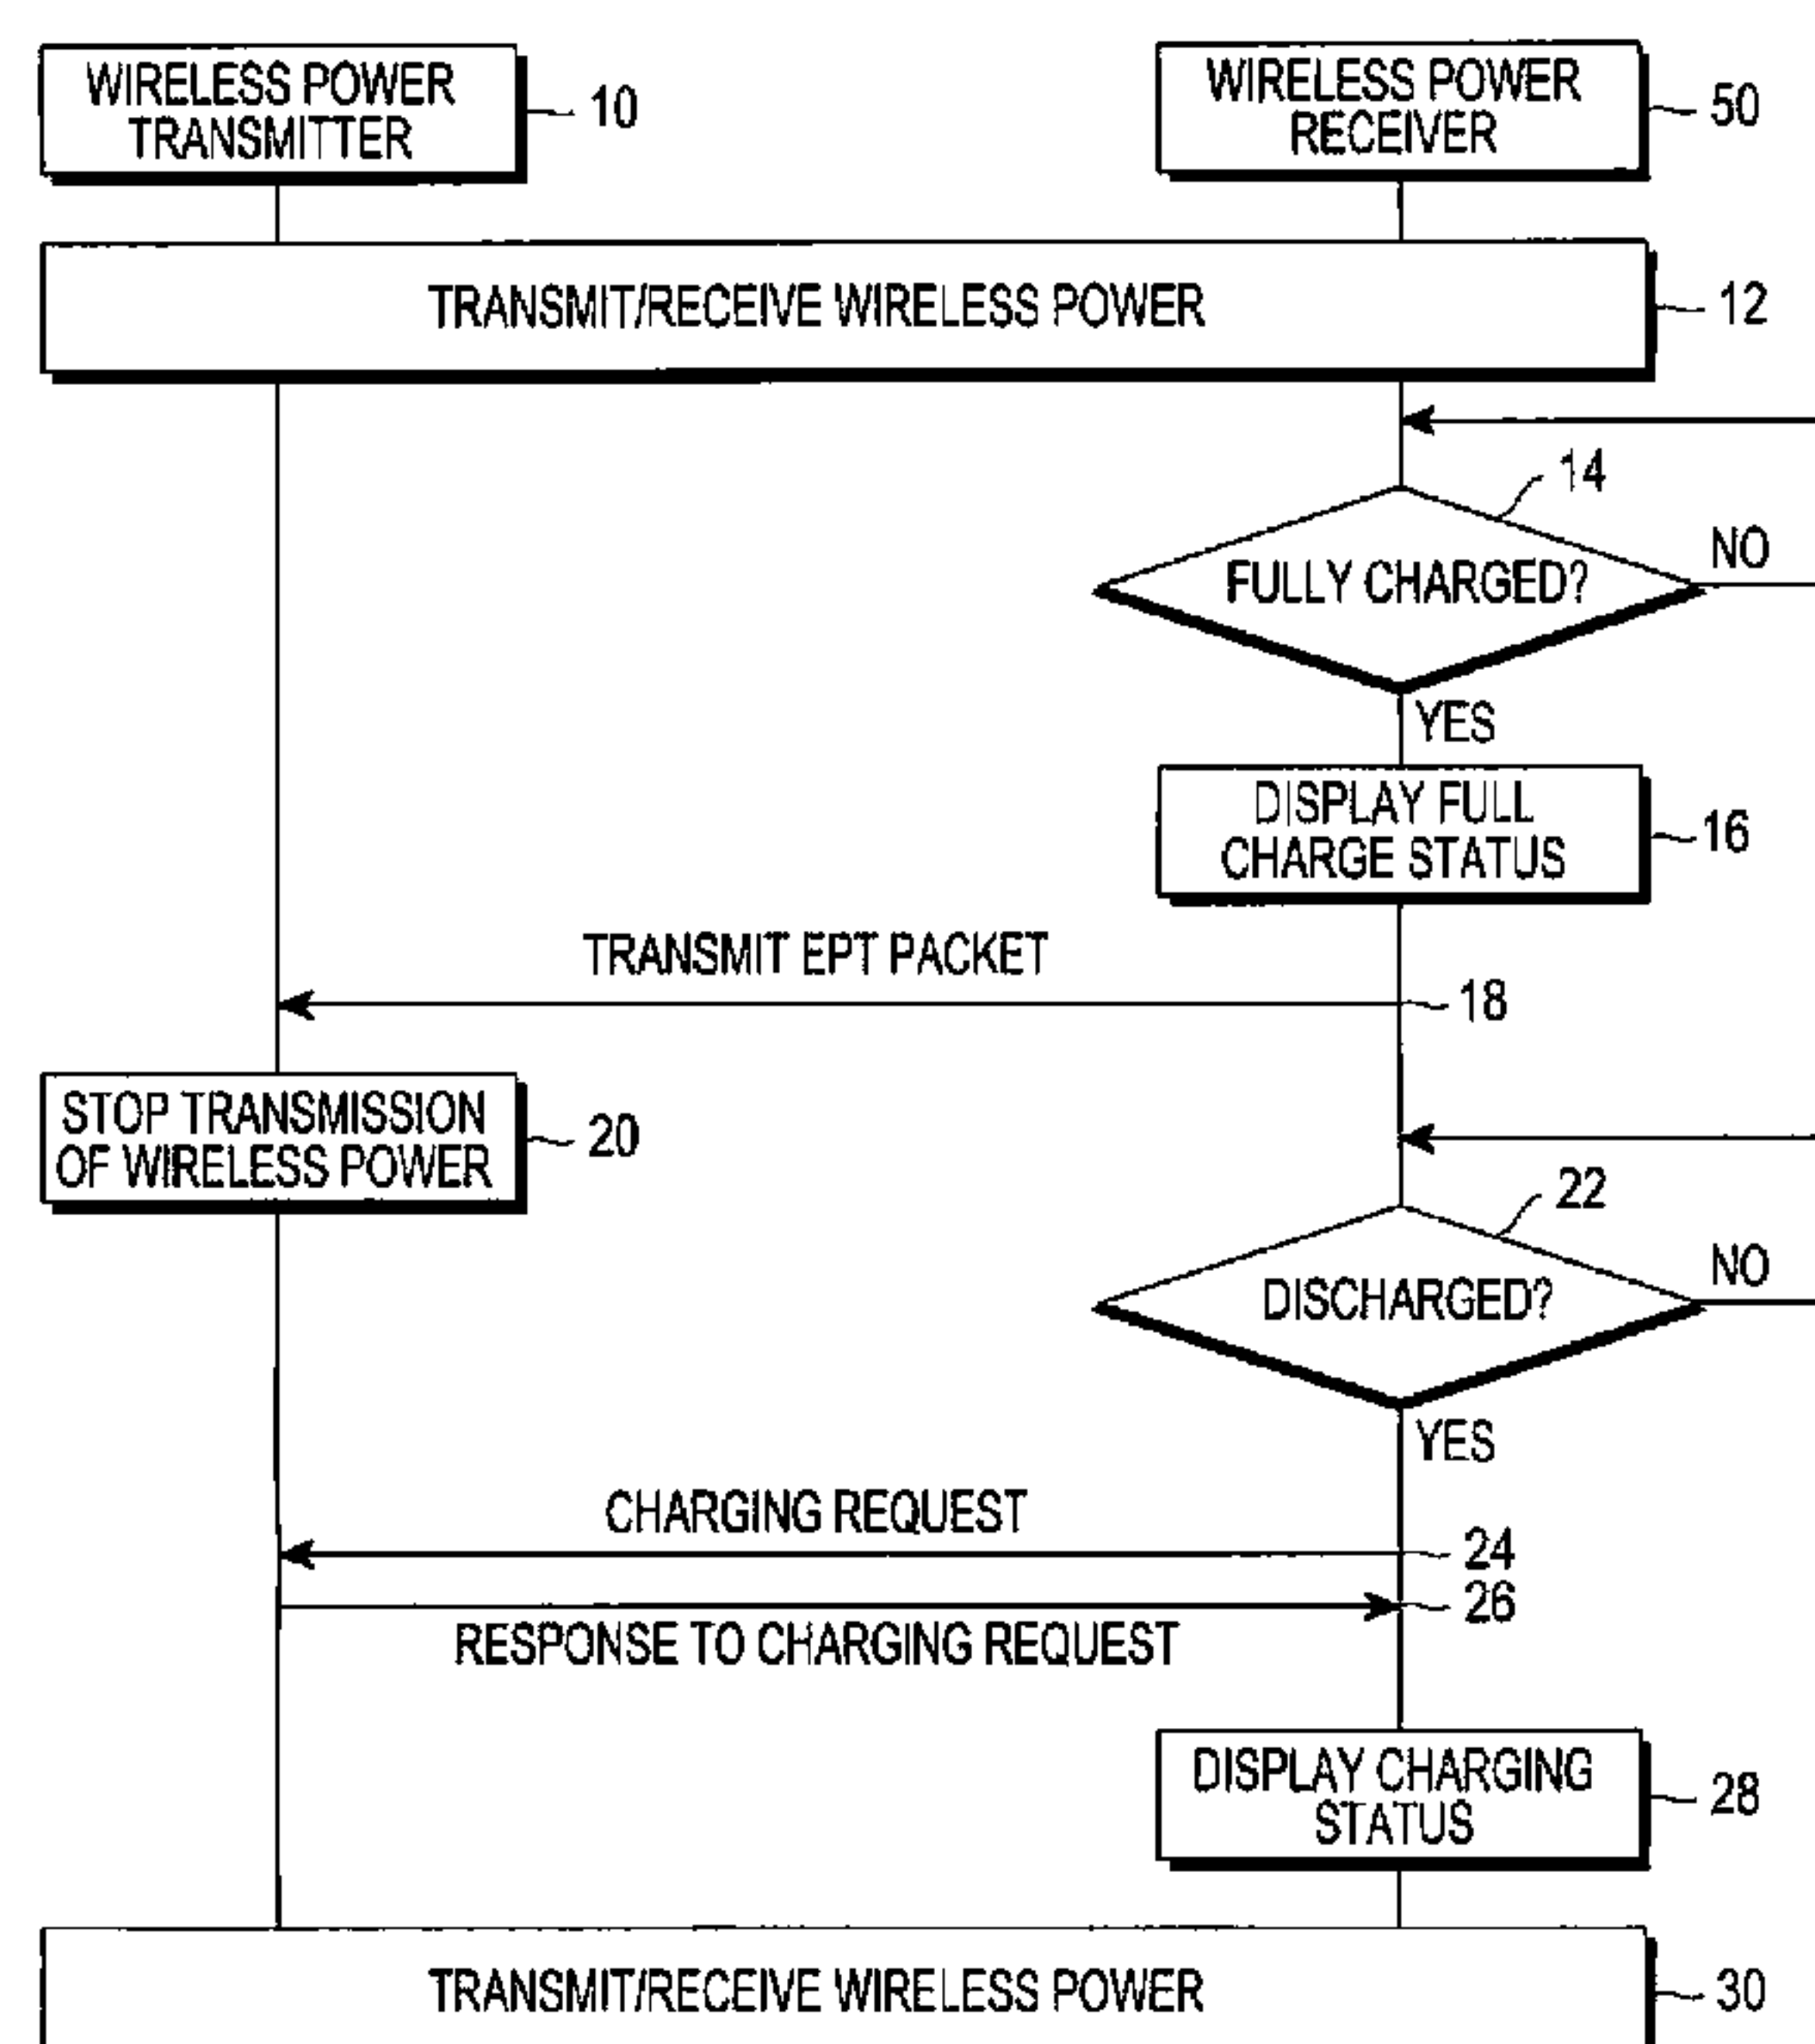 WIRELESS POWER
TRANSMITTER
10
WIRELESS POWER
RECEIVER
50
TRANSMIT/RECEIVE WIRELESS POWER
12
14
FULLY CHARGED?
NO
YES
DISPLAY FULL
CHARGE STATUS
16
TRANSMIT EPT PACKET
18
STOP TRANSMISSION
OF WIRELESS POWER
20
22
DISCHARGED?
NO
YES
CHARGING REQUEST
24
26
RESPONSE TO CHARGING REQUEST
DISPLAY CHARGING
STATUS
28
TRANSMIT/RECEIVE WIRELESS POWER
30